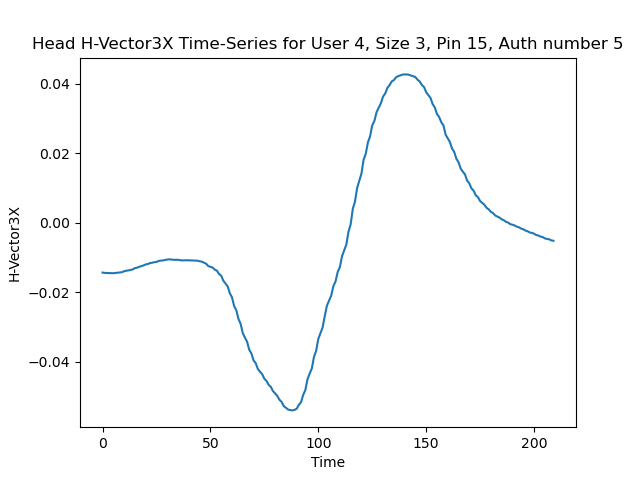 Head H-Vector3X Time-Series for User 4, Size 3, Pin 15, Auth number 5
0.04
0.02
0.00
−0.02
−0.04
H-Vector3X
0 50 100 150 200
Time